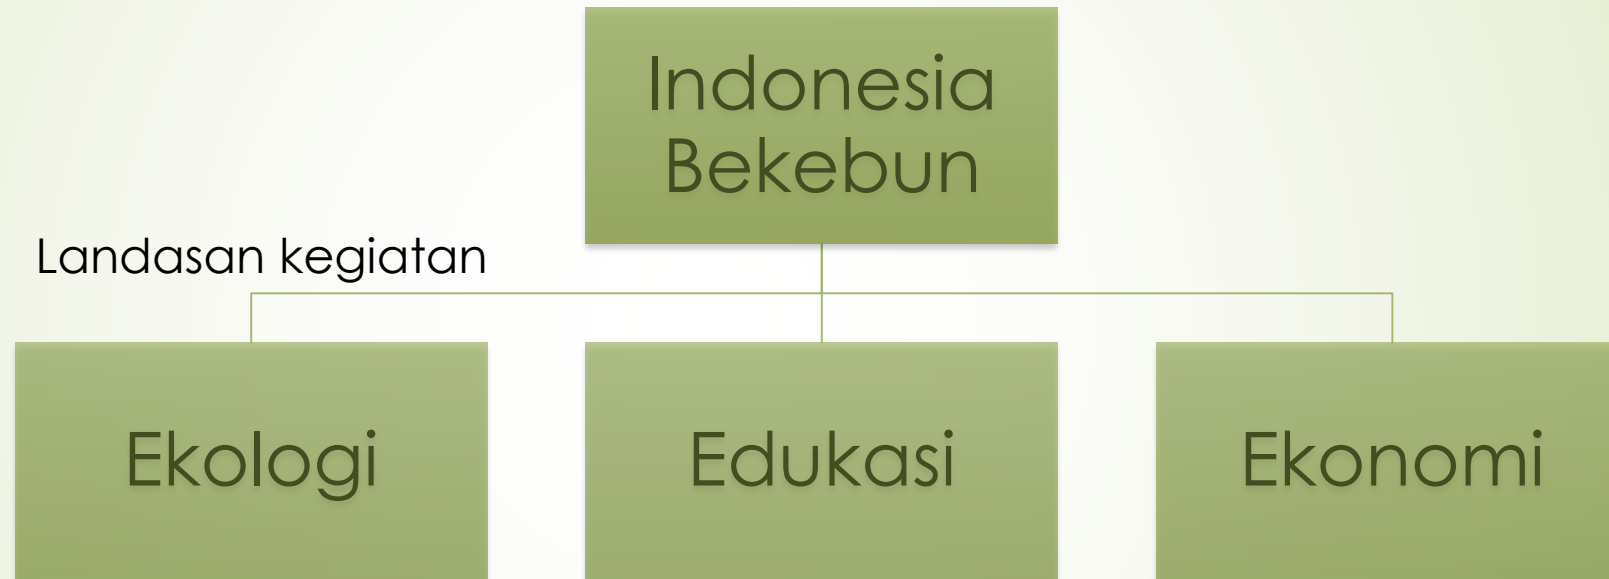 Indonesia
Bekebun
Landasan kegiatan
Ekologi
Edukasi
Ekonomi